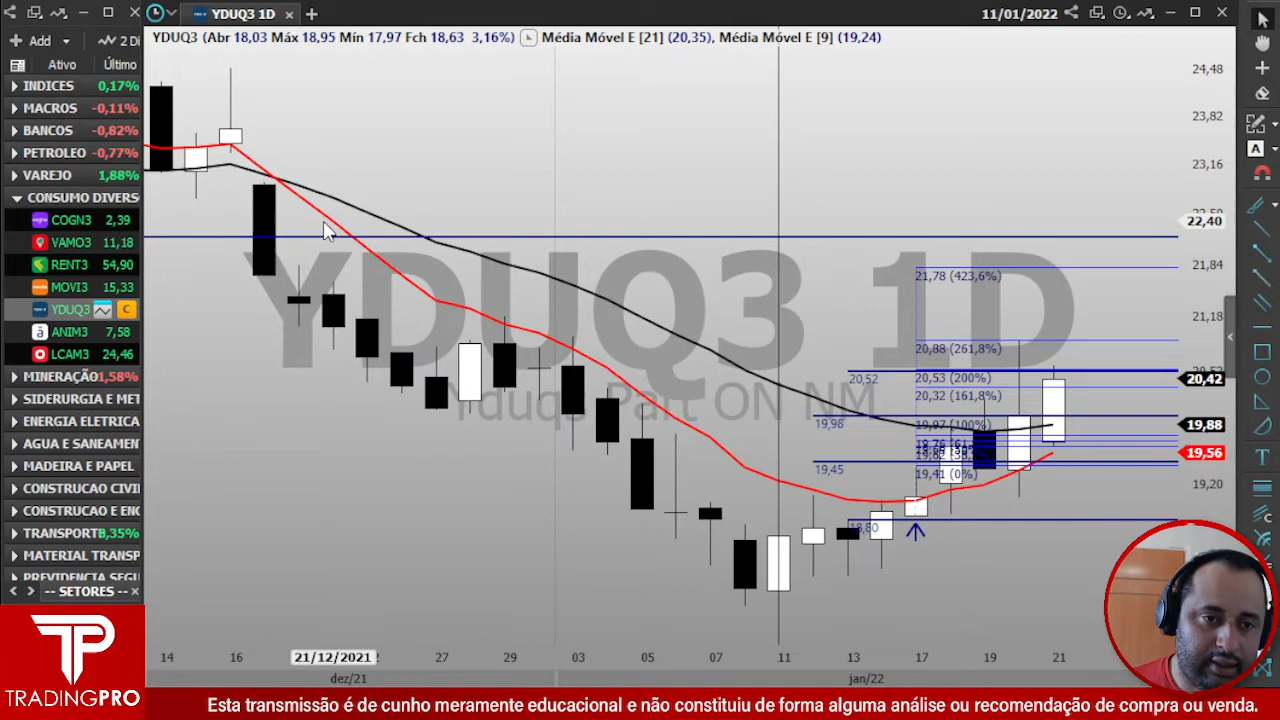 YDUQ3 1D
11/01/2022
Add
2 Di
Ativo
Último
YDUQ3 (Abr 18,03 Máx 18,95 Mín 17,97 Fch 18,63 3,16%)
Média Móvel E [21] (20,35), Média Móvel E [9] (19,24)
INDICES 0,17%
MACROS -0,11%
BANCOS -0,82%
PETROLEO -0,77%
VAREJO 1,88%
CONSUMO DIVERS
COGN3 2,39
VAMO3 11,18
RENT3 54,90
MOVI3 15,33
YDUQ3 C
ANIM3 7,58
LCAM3 24,46
MINERAÇÃO 1,58%
SIDERURGIA E MET
ENERGIA ELETRICA
AGUA E SANEAMEN
MADEIRA E PAPEL
CONSTRUCAO CIVI
CONSTRUCAO E ENG
TRANSPORT 0,35%
MATERIAL TRANSP
PREVIDENCIA SEGU
-- SETORES --
24,48
23,82
23,16
22,40
21,84
21,18
20,42
19,88
19,56
19,20
YDUQ3 1D
Yduqs Part ON NM
21,78 (423,6%)
20,88 (261,8%)
20,52
20,53 (200%)
20,32 (161,8%)
19,98
19,97 (100%)
19,45
19,41 (0%)
18,80
14
16
21/12/2021
27
29
03
05
07
11
13
17
19
21
dez/21
jan/22
A
T
TP
TRADINGPRO
Esta transmissão é de cunho meramente educacional e não constitui de forma alguma análise ou recomendação de compra ou venda.